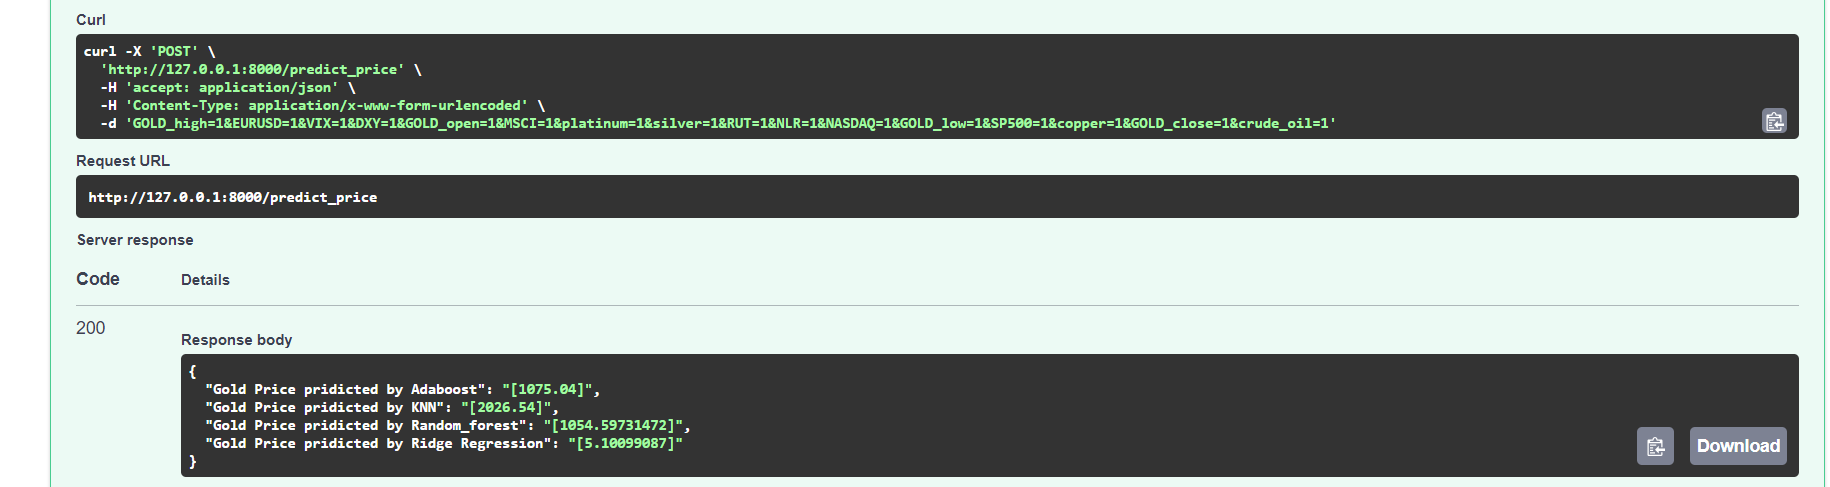 Curl
curl -X 'POST' \
  'http://127.0.0.1:8000/predict_price' \
  -H 'accept: application/json' \
  -H 'Content-Type: application/x-www-form-urlencoded' \
  -d 'GOLD_high=1&EURUSD=1&VIX=1&DXY=1&GOLD_open=1&MSCI=1&platinum=1&silver=1&RUT=1&NLR=1&NASDAQ=1&GOLD_low=1&SP500=1&copper=1&GOLD_close=1&crude_oil=1'
Request URL
http://127.0.0.1:8000/predict_price
Server response
Code Details
200
Response body
{
  "Gold Price pridicted by Adaboost": "[1075.04]",
  "Gold Price pridicted by KNN": "[2026.54]",
  "Gold Price pridicted by Random_forest": "[1054.59731472]",
  "Gold Price pridicted by Ridge Regression": "[5.10099087]"
}
Download